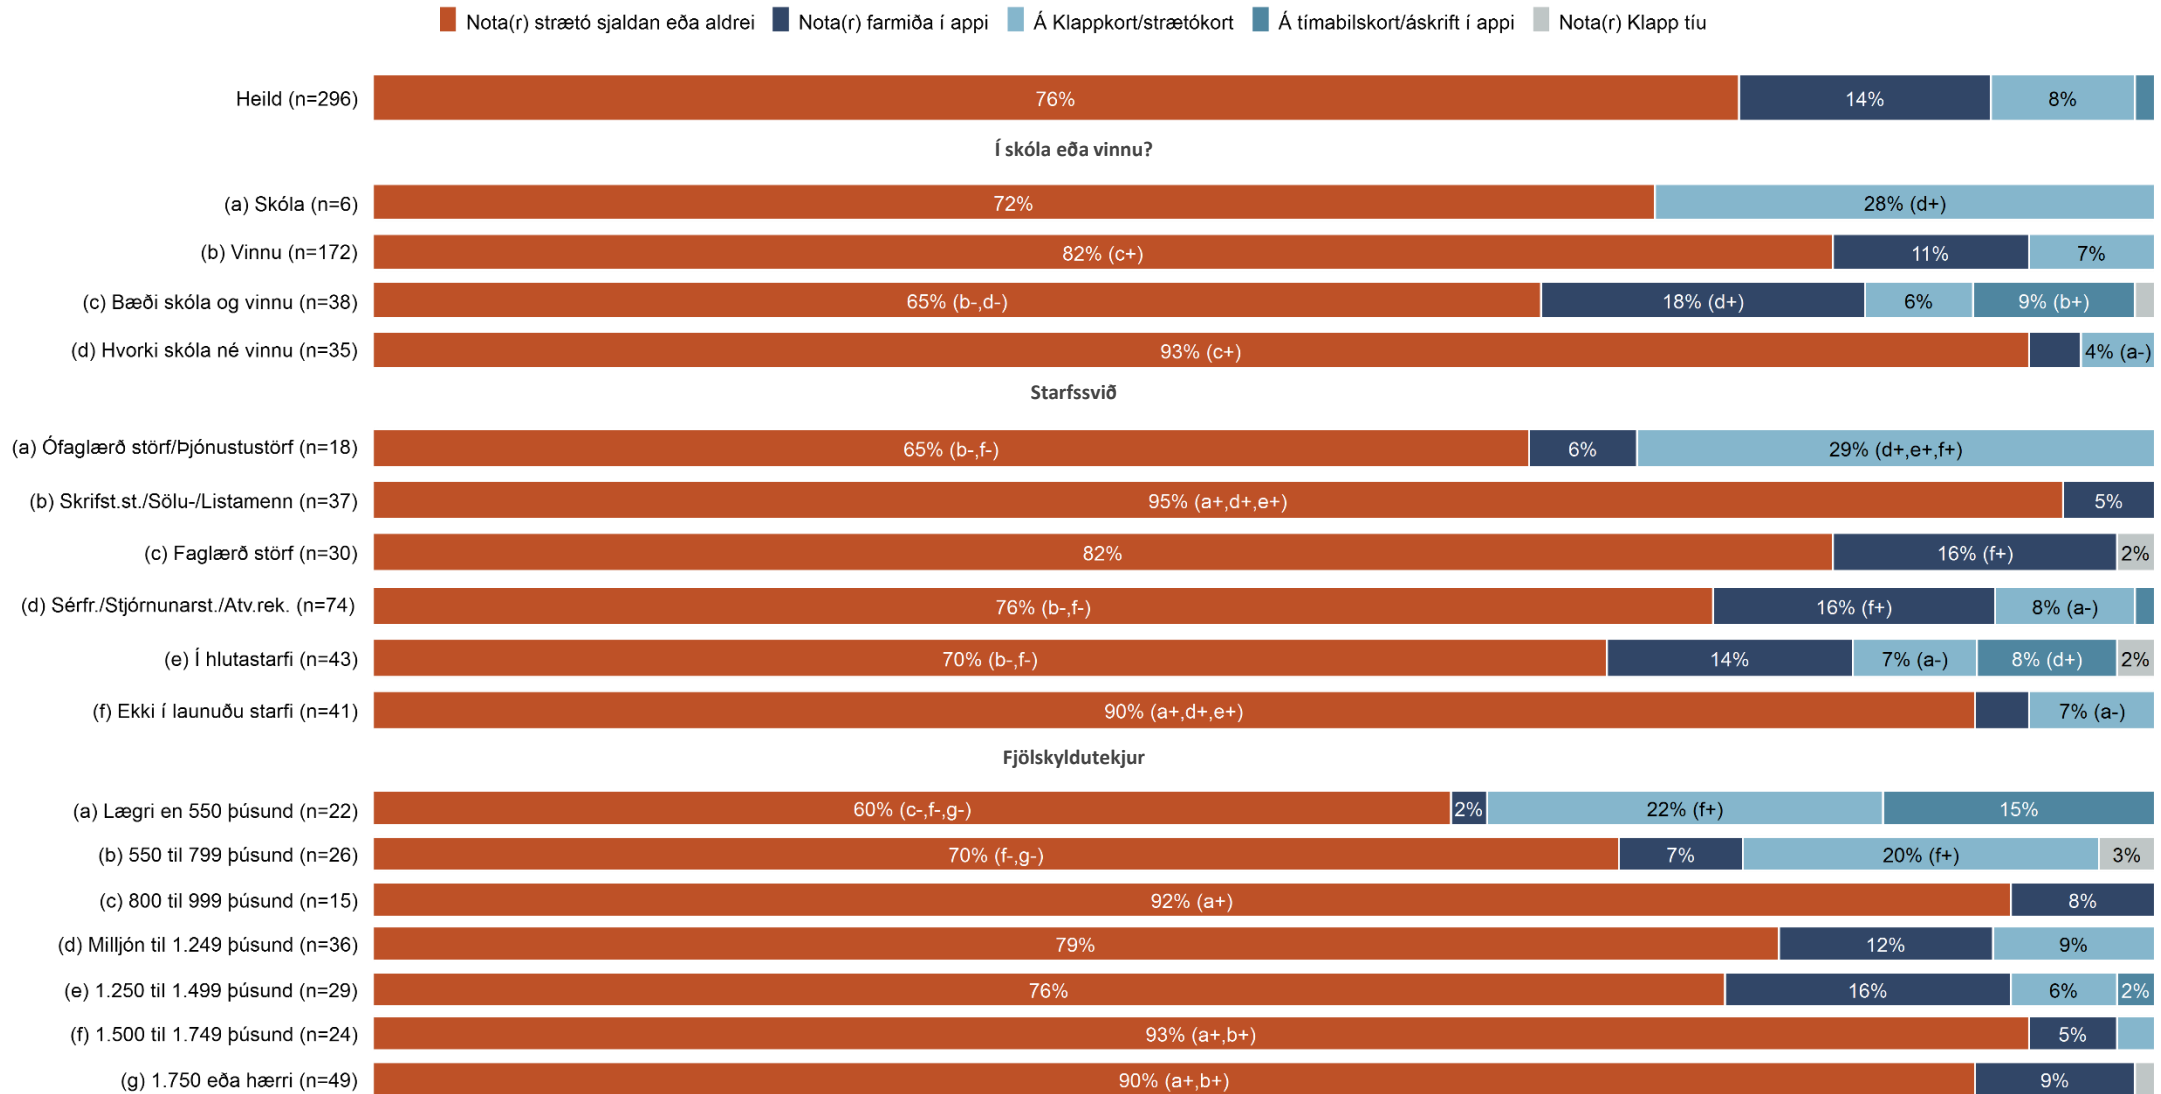 Nota(r) strætó sjaldan eða aldrei Nota(r) farmiða í appi Á Klappkort/strætókort Á tímabilskort/áskrift í appi Nota(r) Klapp tíu
Heild (n=296) 76% 14% 8%
Í skóla eða vinnu?
(a) Skóla (n=6) 72% 28% (d+)
(b) Vinnu (n=172) 82% (c+) 11% 7%
(c) Bæði skóla og vinnu (n=38) 65% (b-,d-) 18% (d+) 6% 9% (b+)
(d) Hvorki skóla né vinnu (n=35) 93% (c+) 4% (a-)
Starfssvið
(a) Ófaglærð störf/Þjónustustörf (n=18) 65% (b-,f-) 6% 29% (d+,e+,f+)
(b) Skrifst.st./Sölu-/Listamenn (n=37) 95% (a+,d+,e+) 5%
(c) Faglærð störf (n=30) 82% 16% (f+) 2%
(d) Sérfr./Stjórnunarst./Atv.rek. (n=74) 76% (b-,f-) 16% (f+) 8% (a-)
(e) Í hlutastarfi (n=43) 70% (b-,f-) 14% 7% (a-) 8% (d+) 2%
(f) Ekki í launuðu starfi (n=41) 90% (a+,d+,e+) 7% (a-)
Fjölskyldutekjur
(a) Lægri en 550 þúsund (n=22) 60% (c-,f-,g-) 2% 22% (f+) 15%
(b) 550 til 799 þúsund (n=26) 70% (f-,g-) 7% 20% (f+) 3%
(c) 800 til 999 þúsund (n=15) 92% (a+) 8%
(d) Milljón til 1.249 þúsund (n=36) 79% 12% 9%
(e) 1.250 til 1.499 þúsund (n=29) 76% 16% 6% 2%
(f) 1.500 til 1.749 þúsund (n=24) 93% (a+,b+) 5%
(g) 1.750 eða hærri (n=49) 90% (a+,b+) 9%